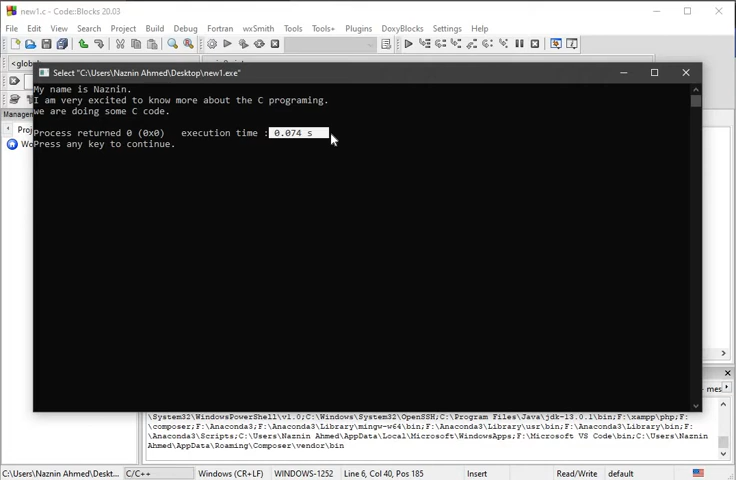 new1.c - Code::Blocks 20.03
File Edit View Search Project Build Debug Fortran wxSmith Tools Tools+ Plugins DoxyBlocks Settings Help
<global
Select "C:\Users\Naznin Ahmed\Desktop\new1.exe"
My name is Naznin.
I am very excited to know more about the C programing.
we are doing some C code.
Process returned 0 (0x0) execution time : 0.074 s
Press any key to continue.
Manage
Proj
Wo
mes
\System32\WindowsPowerShell\v1.0;C:\Windows\System32\OpenSSH;C:\Program Files\Java\jdk-13.0.1\bin;F:\xampp\php;F:
\composer;F:\Anaconda3;F:\Anaconda3\Library\mingw-w64\bin;F:\Anaconda3\Library\usr\bin;F:\Anaconda3\Library\bin;F:
\Anaconda3\Scripts;C:\Users\Naznin Ahmed\AppData\Local\Microsoft\WindowsApps;F:\Microsoft VS Code\bin;C:\Users\Naznin
Ahmed\AppData\Roaming\Composer\vendor\bin
C:\Users\Naznin Ahmed\Deskt... C/C++ Windows (CR+LF) WINDOWS-1252 Line 6, Col 40, Pos 185 Insert Read/Write default